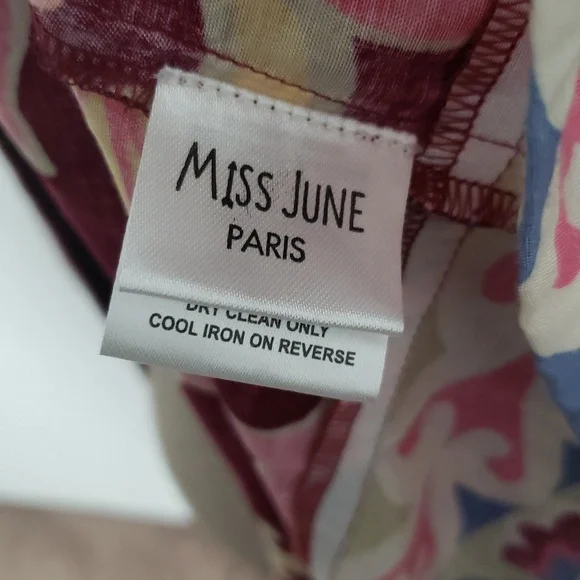 MISS JUNE
PARIS
DRY CLEAN ONLY
COOL IRON ON REVERSE